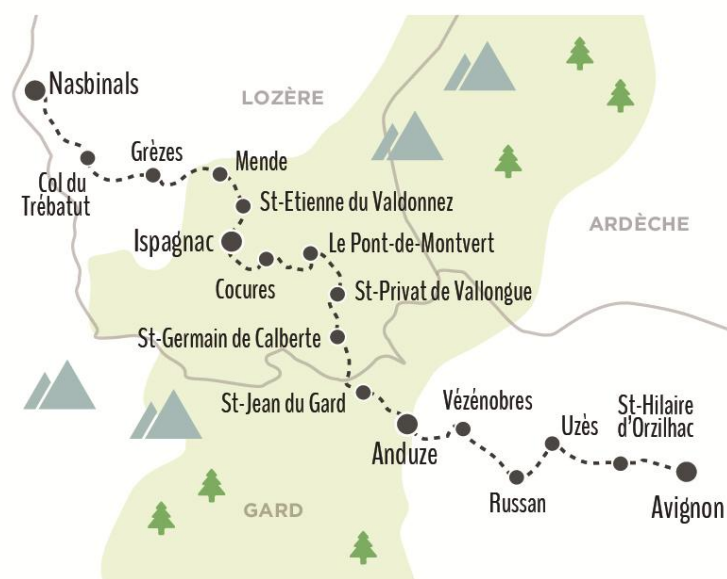 Nasbinals
LOZÈRE
Grèzes
Mende
Col du
Trébatut
St-Etienne du Valdonnez
ARDÈCHE
Ispagnac
Le Pont-de-Montvert
Cocures
St-Privat de Vallongue
St-Germain de Calberte
St-Jean du Gard
Vézénobres
St-Hilaire
d'Orzilhac
Uzès
Anduze
Russan
Avignon
GARD